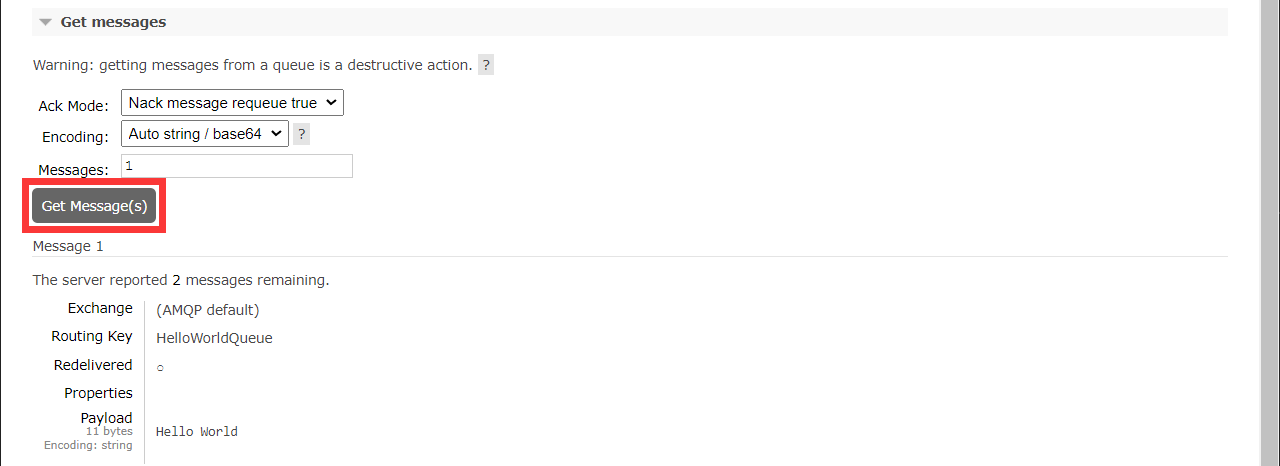 Get messages
Warning: getting messages from a queue is a destructive action. ?
Ack Mode: Nack message requeue true
Encoding: Auto string / base64 ?
Messages: 1
Get Message(s)
Message 1
The server reported 2 messages remaining.
Exchange (AMQP default)
Routing Key HelloWorldQueue
Redelivered ○
Properties
Payload
11 bytes
Encoding: string
Hello World